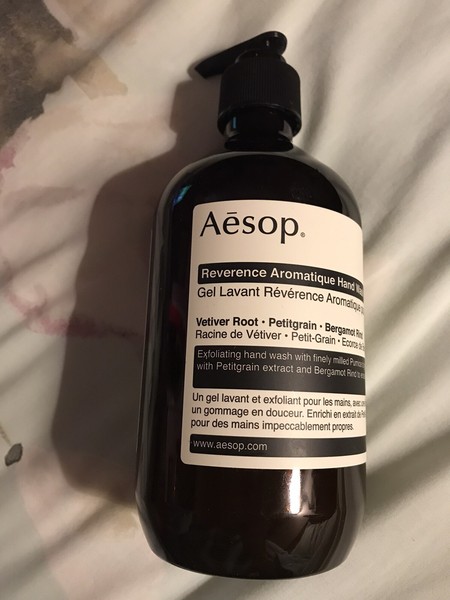 Aēsop®
Reverence Aromatique Hand
Gel Lavant Révérence Aromatique
Vetiver Root • Petitgrain • Bergamot
Racine de Vétiver • Petit-Grain • Ecorce
Exfoliating hand wash with finely milled
with Petitgrain extract and Bergamot Rind to
Un gel lavant et exfoliant pour les mains,
un gommage en douceur. Enrichi en extrait de
pour des mains impeccablement propres.
www.aesop.com